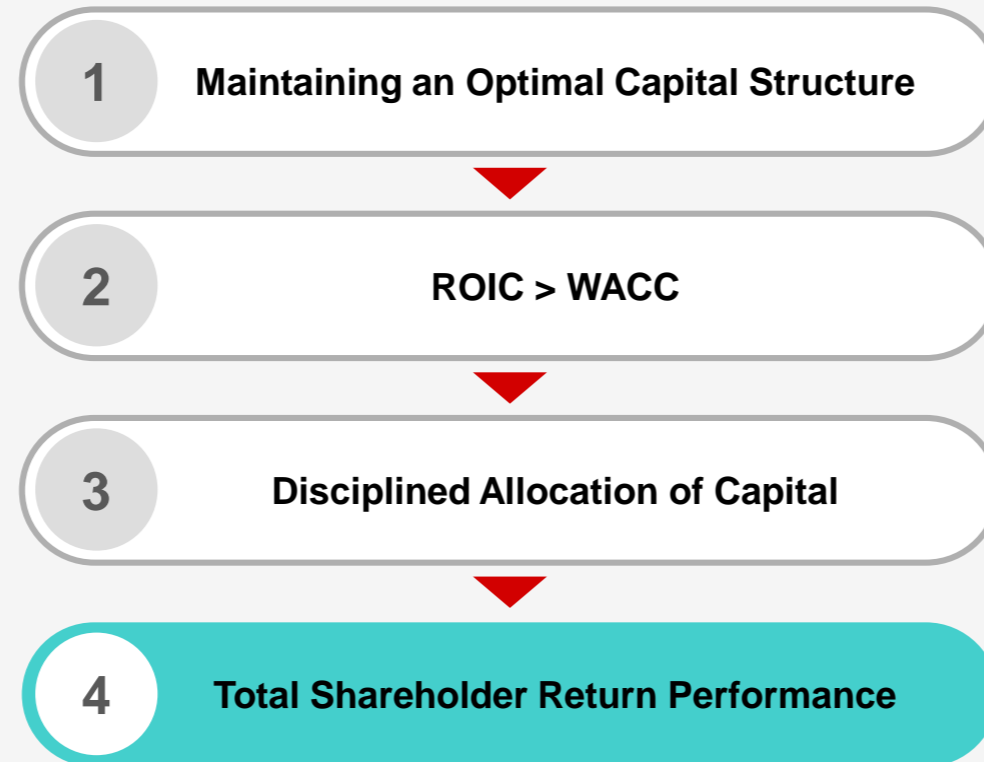 1 Maintaining an Optimal Capital Structure
2 ROIC > WACC
3 Disciplined Allocation of Capital
4 Total Shareholder Return Performance